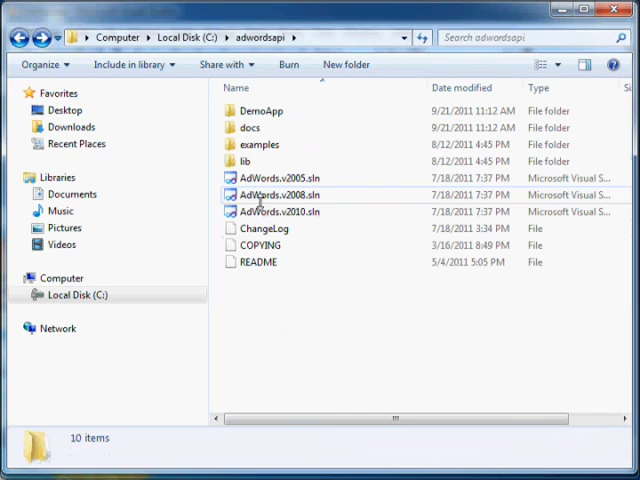 Computer ▸ Local Disk (C:) ▸ adwordsapi ▸
Search adwordsapi
Organize ▾ Include in library ▾ Share with ▾ Burn New folder
Name Date modified Type Si
Favorites
Desktop
Downloads
Recent Places
Libraries
Documents
Music
Pictures
Videos
Computer
Local Disk (C:)
Network
DemoApp 9/21/2011 11:12 AM File folder
docs 9/21/2011 11:12 AM File folder
examples 8/12/2011 4:45 PM File folder
lib 8/12/2011 4:45 PM File folder
AdWords.v2005.sln 7/18/2011 7:37 PM Microsoft Visual S...
AdWords.v2008.sln 7/18/2011 7:37 PM Microsoft Visual S...
AdWords.v2010.sln 7/18/2011 7:37 PM Microsoft Visual S...
ChangeLog 7/18/2011 3:34 PM File
COPYING 3/16/2011 8:49 PM File
README 5/4/2011 5:05 PM File
10 items